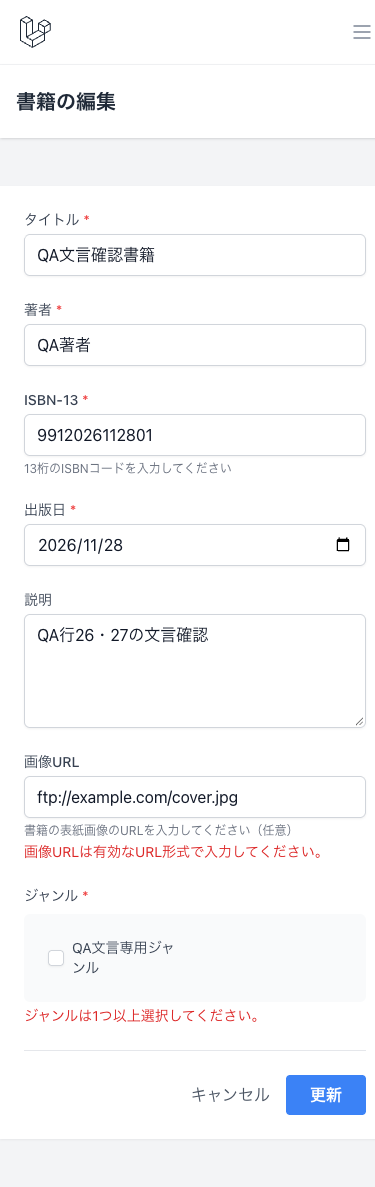 書籍の編集
タイトル *
QA文言確認書籍
著者 *
QA著者
ISBN-13 *
9912026112801
13桁のISBNコードを入力してください
出版日 *
2026/11/28
説明
QA行26・27の文言確認
画像URL
ftp://example.com/cover.jpg
書籍の表紙画像のURLを入力してください（任意）
画像URLは有効なURL形式で入力してください。
ジャンル *
QA文言専用ジャ
ンル
ジャンルは1つ以上選択してください。
キャンセル 更新